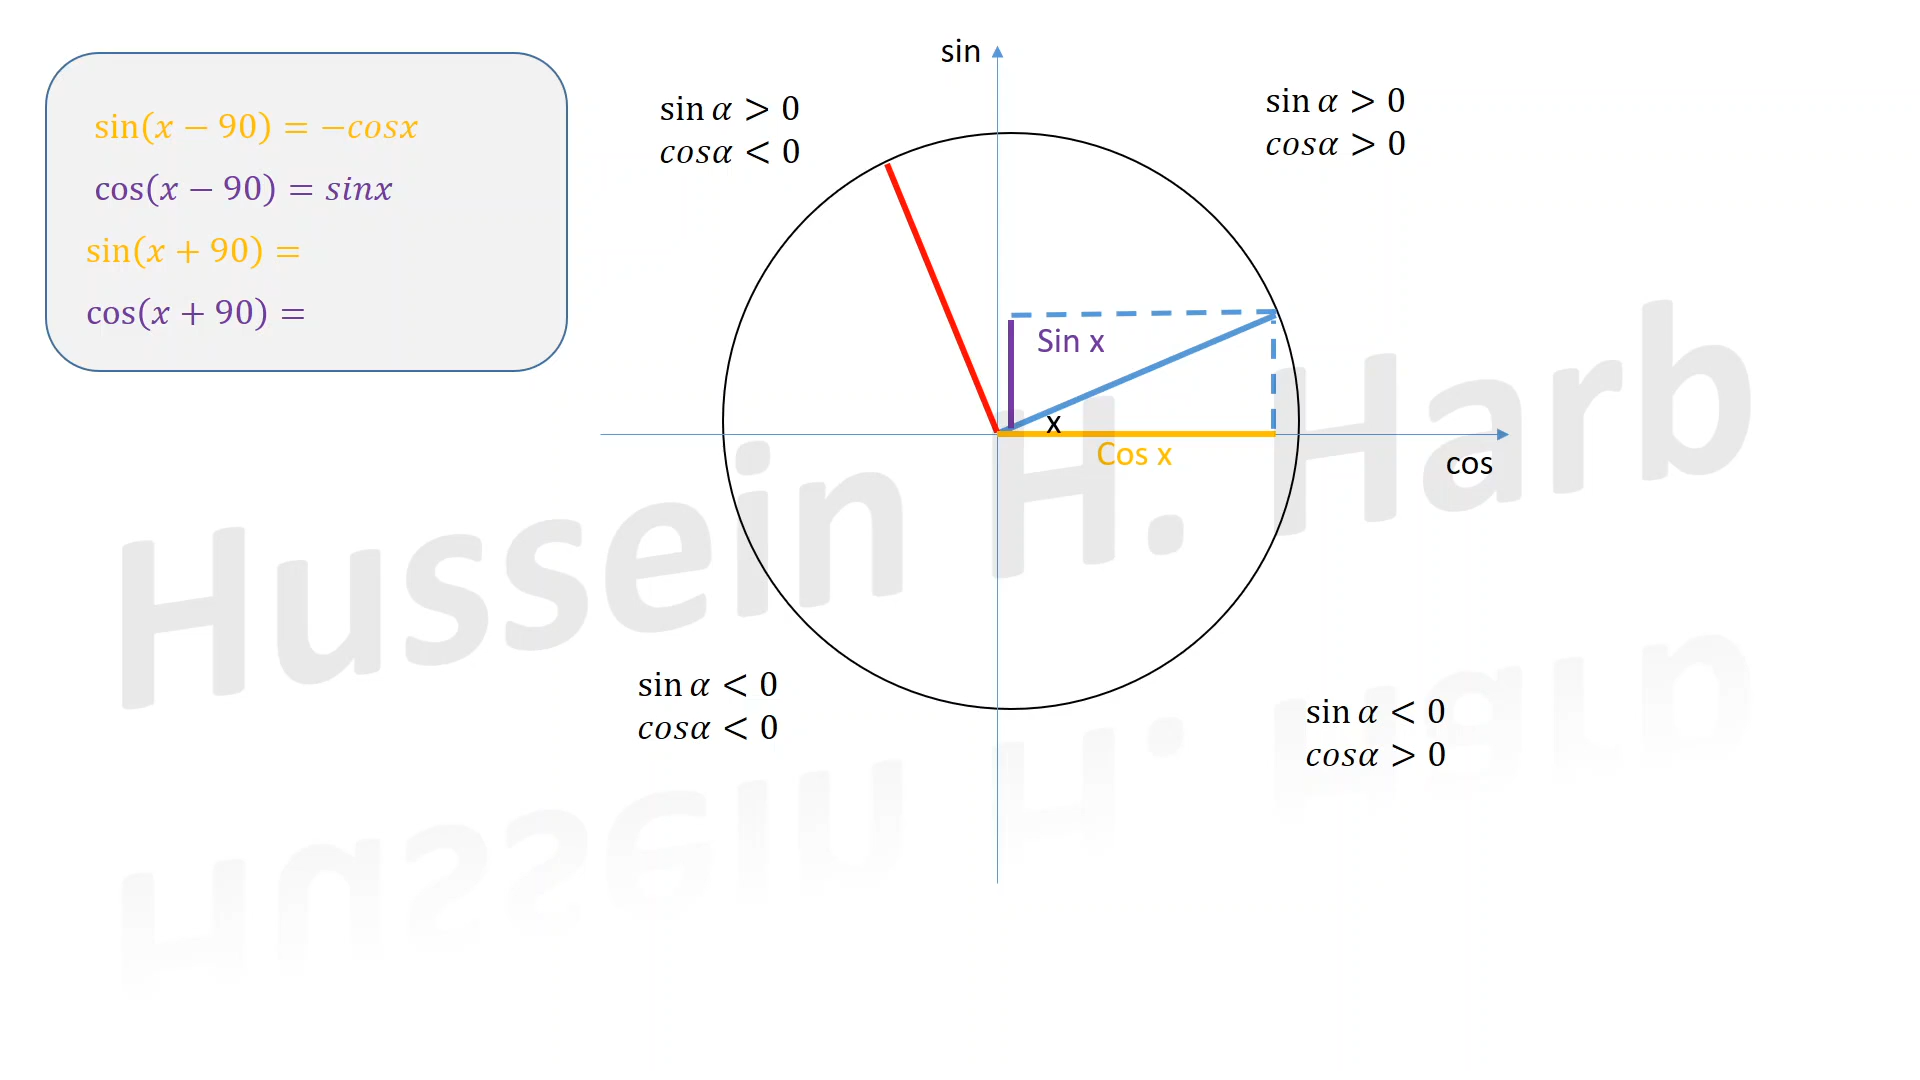 sin
sin α > 0
cosα < 0
sin α > 0
cosα > 0
sin(x − 90) = −cosx
cos(x − 90) = sinx
sin(x + 90) =
cos(x + 90) =
Sin x
x
Cos x
cos
Hussein H. Harb
sin α < 0
cosα < 0
sin α < 0
cosα > 0